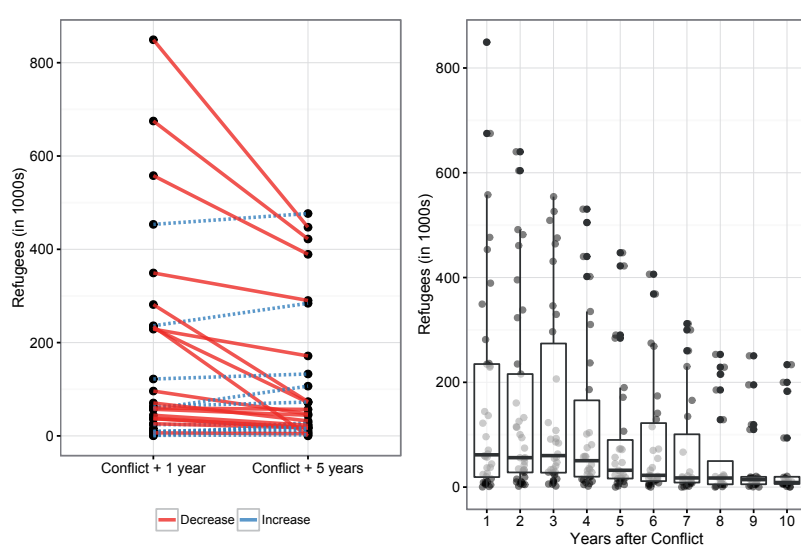 Refugees (in 1000s)
800
600
400
200
0
Conflict + 1 year Conflict + 5 years
Decrease Increase
Refugees (in 1000s)
800
600
400
200
0
1 2 3 4 5 6 7 8 9 10
Years after Conflict